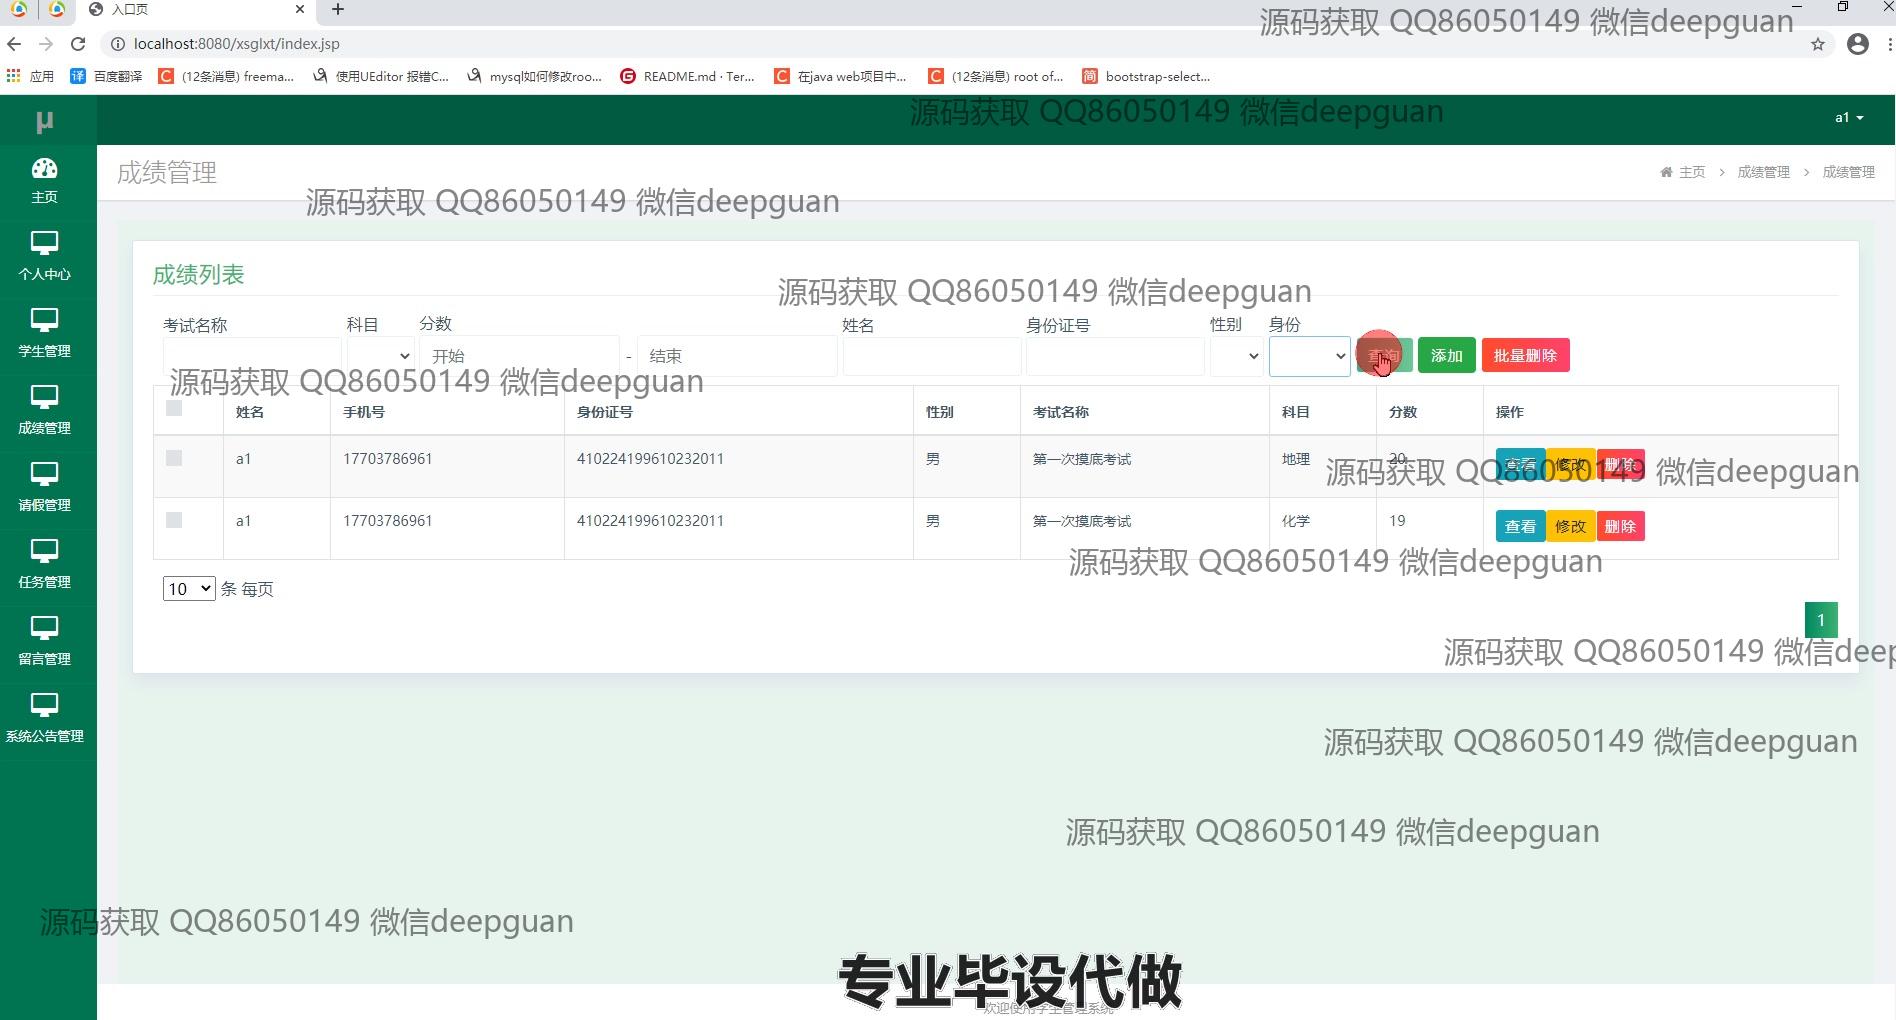 入口页
源码获取 QQ86050149 微信deepguan
localhost:8080/xsglxt/index.jsp
应用 百度翻译 (12条消息) freema... 使用UEditor 报错C... mysql如何修改roo... README.md · Ter... 在java web项目中... (12条消息) root of... bootstrap-select...
μ 源码获取 QQ86050149 微信deepguan a1
成绩管理 主页 > 成绩管理 > 成绩管理
源码获取 QQ86050149 微信deepguan
主页
个人中心
学生管理
成绩管理
请假管理
任务管理
留言管理
系统公告管理
成绩列表
源码获取 QQ86050149 微信deepguan
考试名称 科目 分数 姓名 身份证号 性别 身份
开始 - 结束 查询 添加 批量删除
源码获取 QQ86050149 微信deepguan
姓名 手机号 身份证号 性别 考试名称 科目 分数 操作
a1 17703786961 410224199610232011 男 第一次摸底考试 地理 20 查看 修改 删除
源码获取 QQ86050149 微信deepguan
a1 17703786961 410224199610232011 男 第一次摸底考试 化学 19 查看 修改 删除
源码获取 QQ86050149 微信deepguan
10 条 每页
1
源码获取 QQ86050149 微信deep
源码获取 QQ86050149 微信deepguan
源码获取 QQ86050149 微信deepguan
源码获取 QQ86050149 微信deepguan
专业毕设代做
欢迎使用学生管理系统